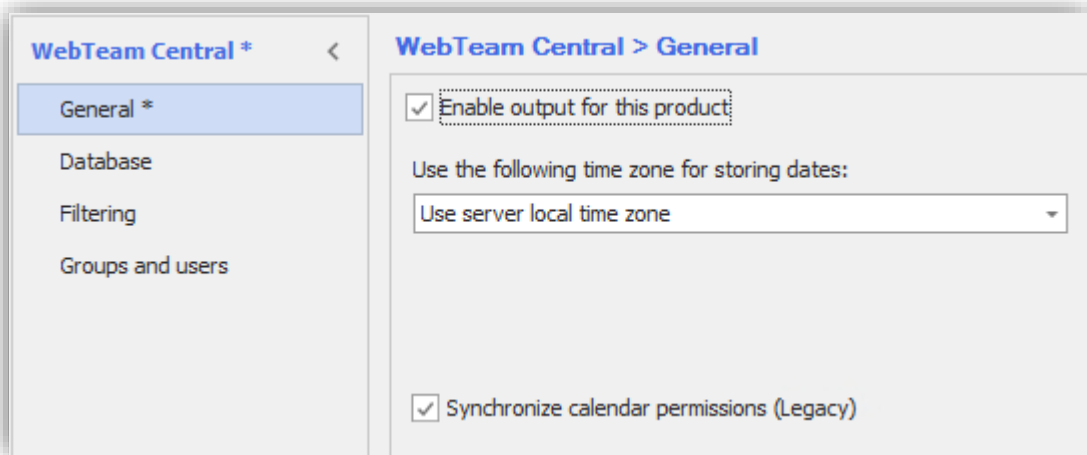 WebTeam Central *
General *
Database
Filtering
Groups and users
WebTeam Central > General
Enable output for this product
Use the following time zone for storing dates:
Use server local time zone
Synchronize calendar permissions (Legacy)